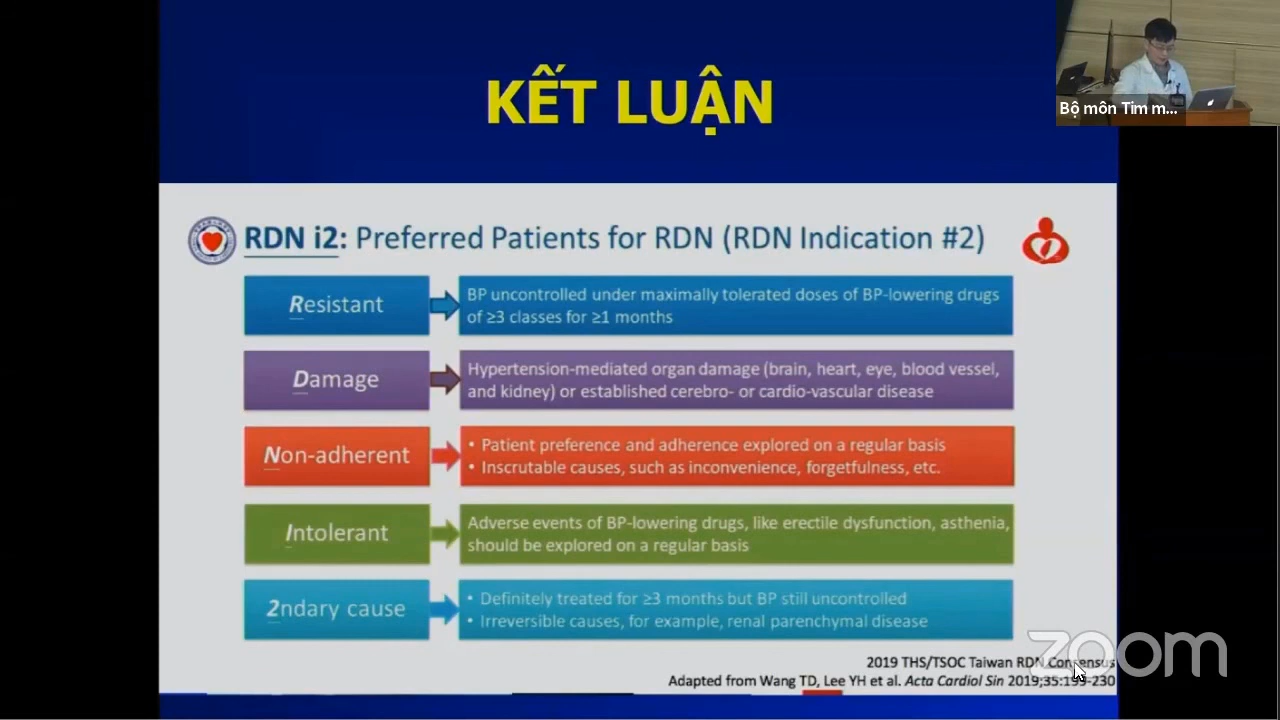 KẾT LUẬN
Bộ môn Tim m...
RDN i2: Preferred Patients for RDN (RDN Indication #2)
Resistant
BP uncontrolled under maximally tolerated doses of BP-lowering drugs
of ≥3 classes for ≥1 months
Damage
Hypertension-mediated organ damage (brain, heart, eye, blood vessel,
and kidney) or established cerebro- or cardio-vascular disease
Non-adherent
• Patient preference and adherence explored on a regular basis
• Inscrutable causes, such as inconvenience, forgetfulness, etc.
Intolerant
Adverse events of BP-lowering drugs, like erectile dysfunction, asthenia,
should be explored on a regular basis
2ndary cause
• Definitely treated for ≥3 months but BP still uncontrolled
• Irreversible causes, for example, renal parenchymal disease
zoom
2019 THS/TSOC Taiwan RDN Consensus
Adapted from Wang TD, Lee YH et al. Acta Cardiol Sin 2019;35:199-230